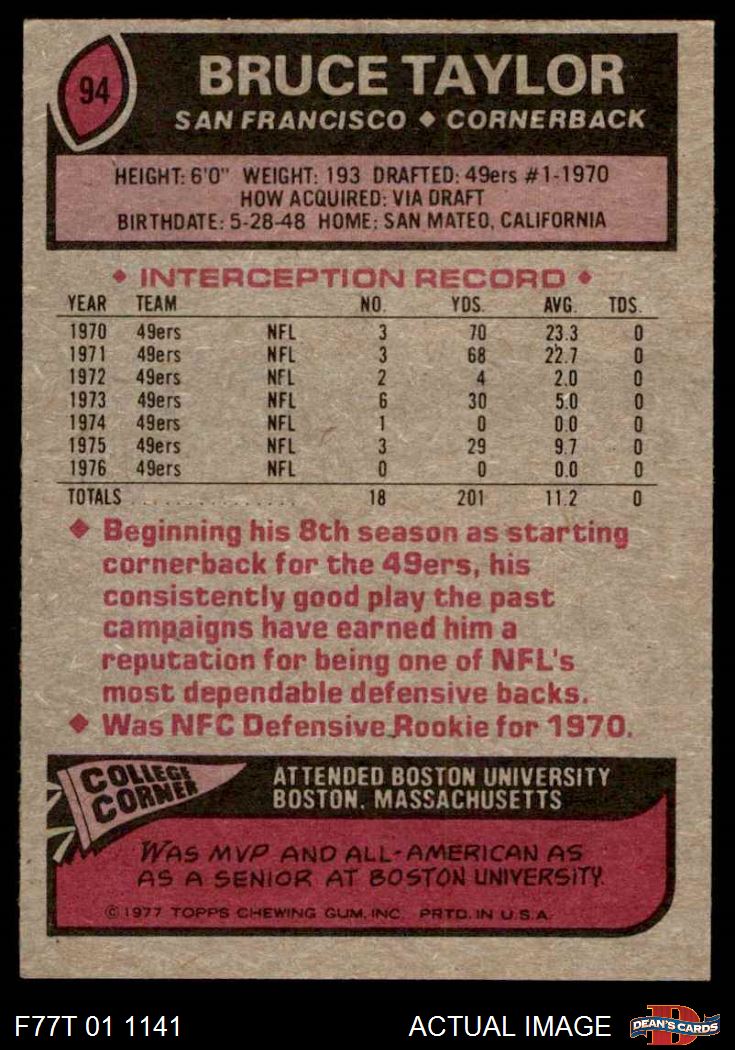 94
BRUCE TAYLOR
SAN FRANCISCO ♦ CORNERBACK
HEIGHT: 6'0" WEIGHT: 193 DRAFTED: 49ers #1-1970
HOW ACQUIRED: VIA DRAFT
BIRTHDATE: 5-28-48 HOME: SAN MATEO, CALIFORNIA
♦ INTERCEPTION RECORD ♦
YEAR TEAM NO. YDS. AVG. TDS.
1970 49ers NFL 3 70 23.3 0
1971 49ers NFL 3 68 22.7 0
1972 49ers NFL 2 4 2.0 0
1973 49ers NFL 6 30 5.0 0
1974 49ers NFL 1 0 0.0 0
1975 49ers NFL 3 29 9.7 0
1976 49ers NFL 0 0 0.0 0
TOTALS . . . . . . . . . . . . . . . 18 201 11.2 0
♦ Beginning his 8th season as starting
cornerback for the 49ers, his
consistently good play the past
campaigns have earned him a
reputation for being one of NFL's
most dependable defensive backs.
♦ Was NFC Defensive Rookie for 1970.
COLLEGE
CORNER
ATTENDED BOSTON UNIVERSITY
BOSTON, MASSACHUSETTS
WAS MVP AND ALL-AMERICAN AS
AS A SENIOR AT BOSTON UNIVERSITY.
© 1977 TOPPS CHEWING GUM, INC. PRTD. IN U.S.A.
F77T 01 1141 ACTUAL IMAGE
D
DEAN'S CARDS